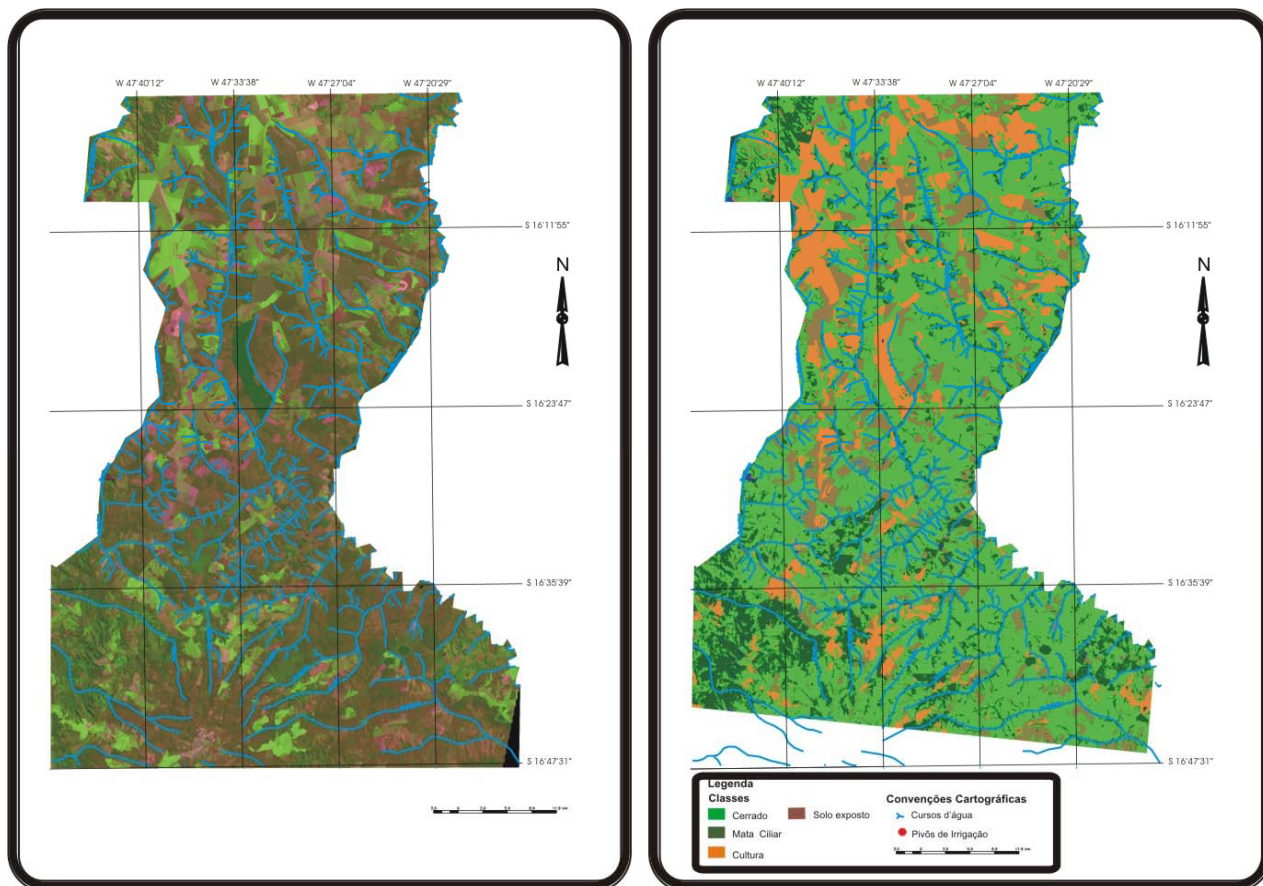 W 47'40'12" W 47'33'38" W 47'27'04" W 47'20'29"
S 16'11'55"
N
S 16'23'47"
S 16'35'39"
S 16'47'31"
W 47'40'12" W 47'33'38" W 47'27'04" W 47'20'29"
S 16'11'55"
N
S 16'23'47"
S 16'35'39"
S 16'47'31"
Legenda
Classes
Cerrado
Solo exposto
Mata Ciliar
Cultura
Convenções Cartográficas
Cursos d'água
Pivôs de Irrigação